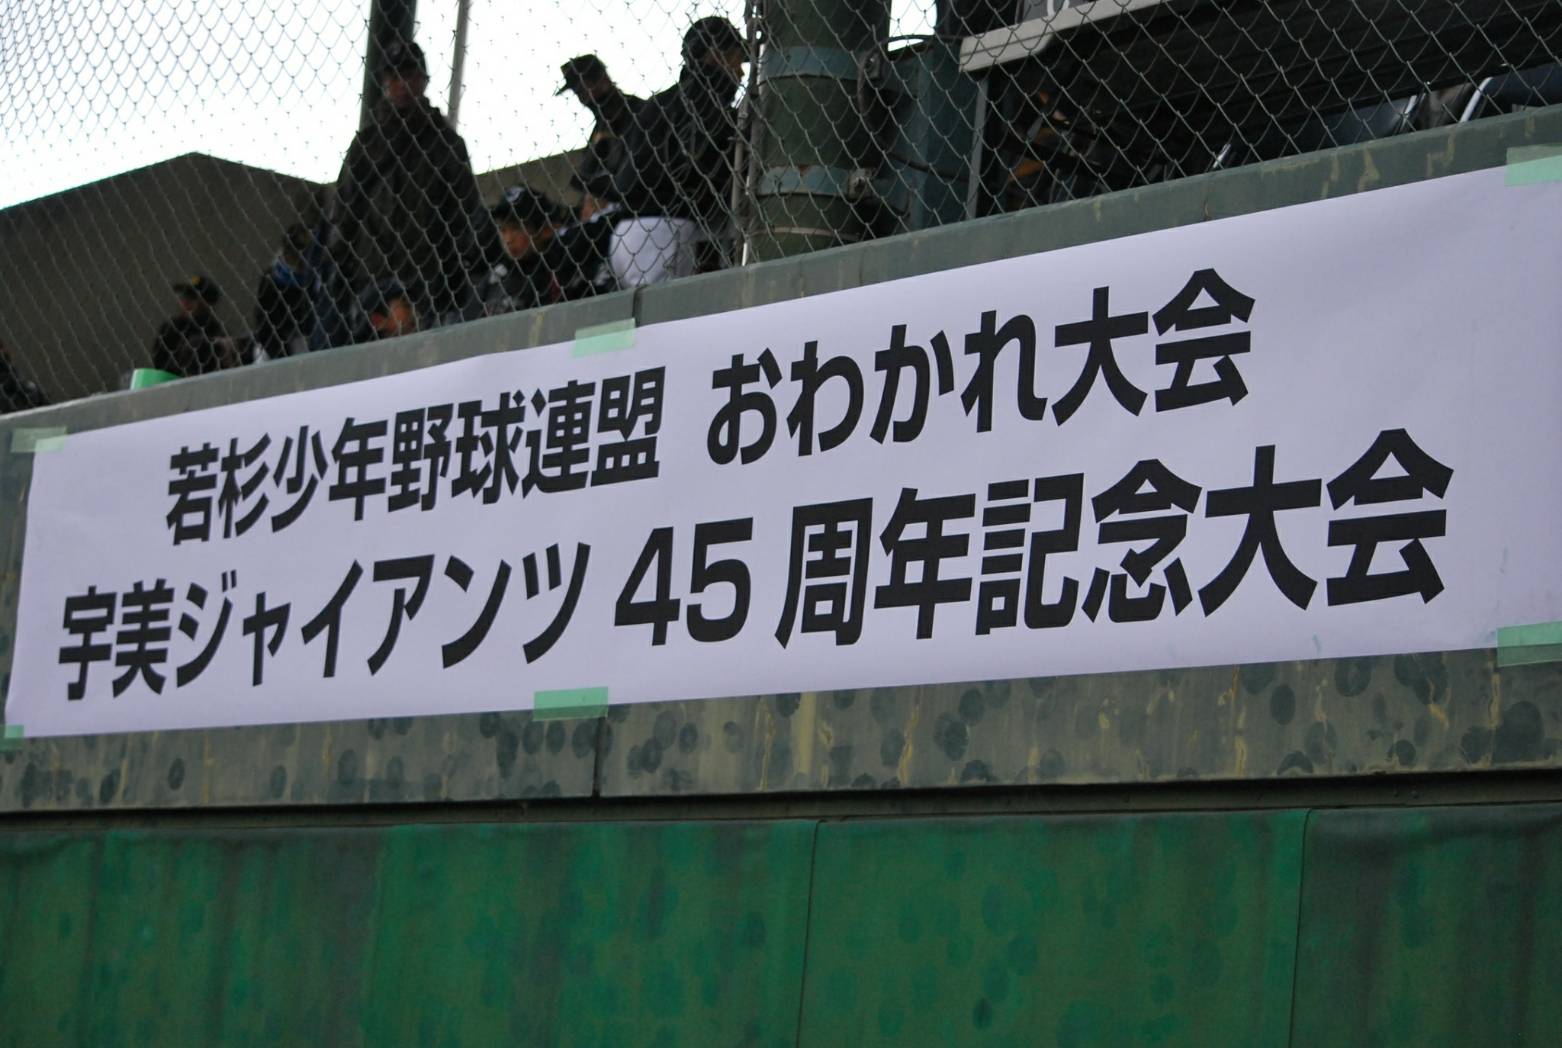 若杉少年野球連盟 おわかれ大会
宇美ジャイアンツ 45 周年記念大会